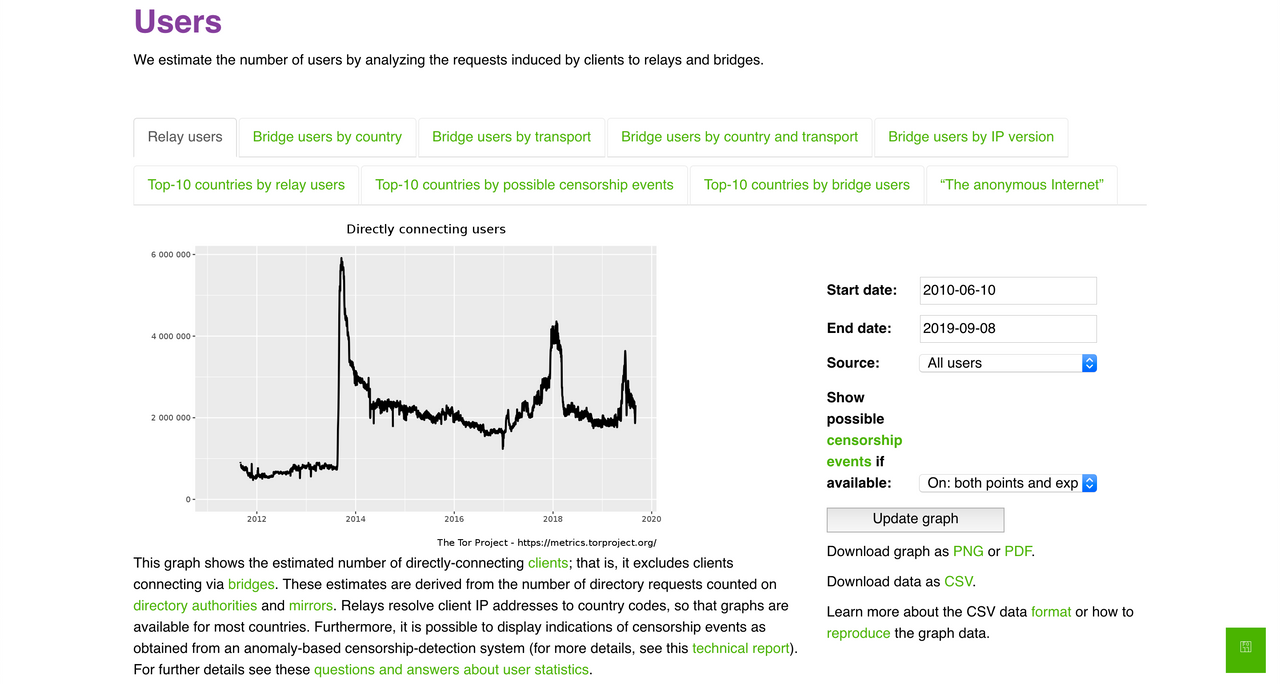 Users
We estimate the number of users by analyzing the requests induced by clients to relays and bridges.
Relay users
Bridge users by country
Bridge users by transport
Bridge users by country and transport
Bridge users by IP version
Top-10 countries by relay users
Top-10 countries by possible censorship events
Top-10 countries by bridge users
“The anonymous Internet”
Directly connecting users
6 000 000
4 000 000
2 000 000
0
2012
2014
2016
2018
2020
The Tor Project - https://metrics.torproject.org/
This graph shows the estimated number of directly-connecting clients; that is, it excludes clients
connecting via bridges. These estimates are derived from the number of directory requests counted on
directory authorities and mirrors. Relays resolve client IP addresses to country codes, so that graphs are
available for most countries. Furthermore, it is possible to display indications of censorship events as
obtained from an anomaly-based censorship-detection system (for more details, see this technical report).
For further details see these questions and answers about user statistics.
Start date: 2010-06-10
End date: 2019-09-08
Source: All users
Show
possible
censorship
events if
available: On: both points and exp
Update graph
Download graph as PNG or PDF.
Download data as CSV.
Learn more about the CSV data format or how to
reproduce the graph data.